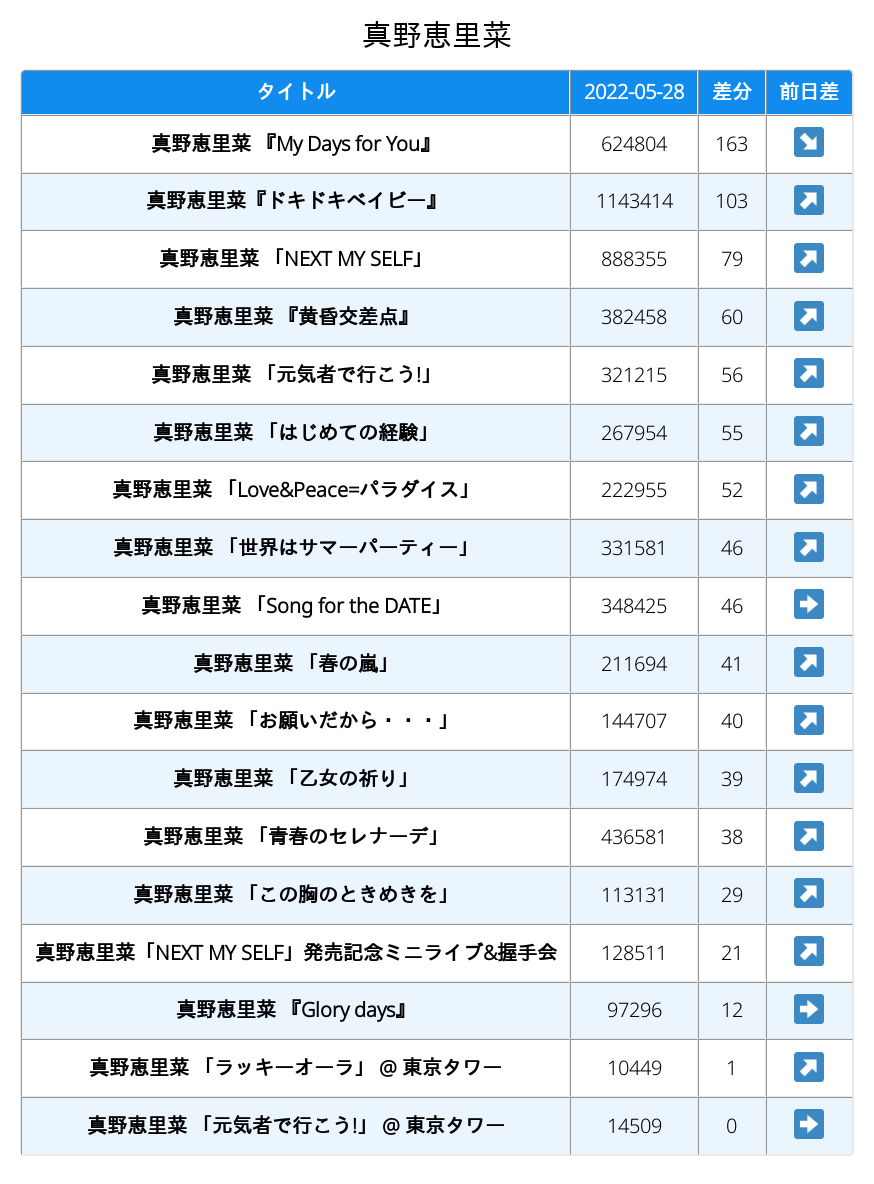 真野恵里菜
タイトル 2022-05-28 差分 前日差
真野恵里菜 『My Days for You』 624804 163 ↘
真野恵里菜『ドキドキベイビー』 1143414 103 ↗
真野恵里菜 「NEXT MY SELF」 888355 79 ↗
真野恵里菜 『黄昏交差点』 382458 60 ↗
真野恵里菜 「元気者で行こう!」 321215 56 ↗
真野恵里菜 「はじめての経験」 267954 55 ↗
真野恵里菜 「Love&Peace=パラダイス」 222955 52 ↗
真野恵里菜 「世界はサマーパーティー」 331581 46 ↗
真野恵里菜 「Song for the DATE」 348425 46 ➡
真野恵里菜 「春の嵐」 211694 41 ↗
真野恵里菜 「お願いだから・・・」 144707 40 ↗
真野恵里菜 「乙女の祈り」 174974 39 ↗
真野恵里菜 「青春のセレナーデ」 436581 38 ↗
真野恵里菜 「この胸のときめきを」 113131 29 ↗
真野恵里菜「NEXT MY SELF」発売記念ミニライブ&握手会 128511 21 ↗
真野恵里菜 『Glory days』 97296 12 ➡
真野恵里菜 「ラッキーオーラ」 @ 東京タワー 10449 1 ↗
真野恵里菜 「元気者で行こう!」 @ 東京タワー 14509 0 ➡